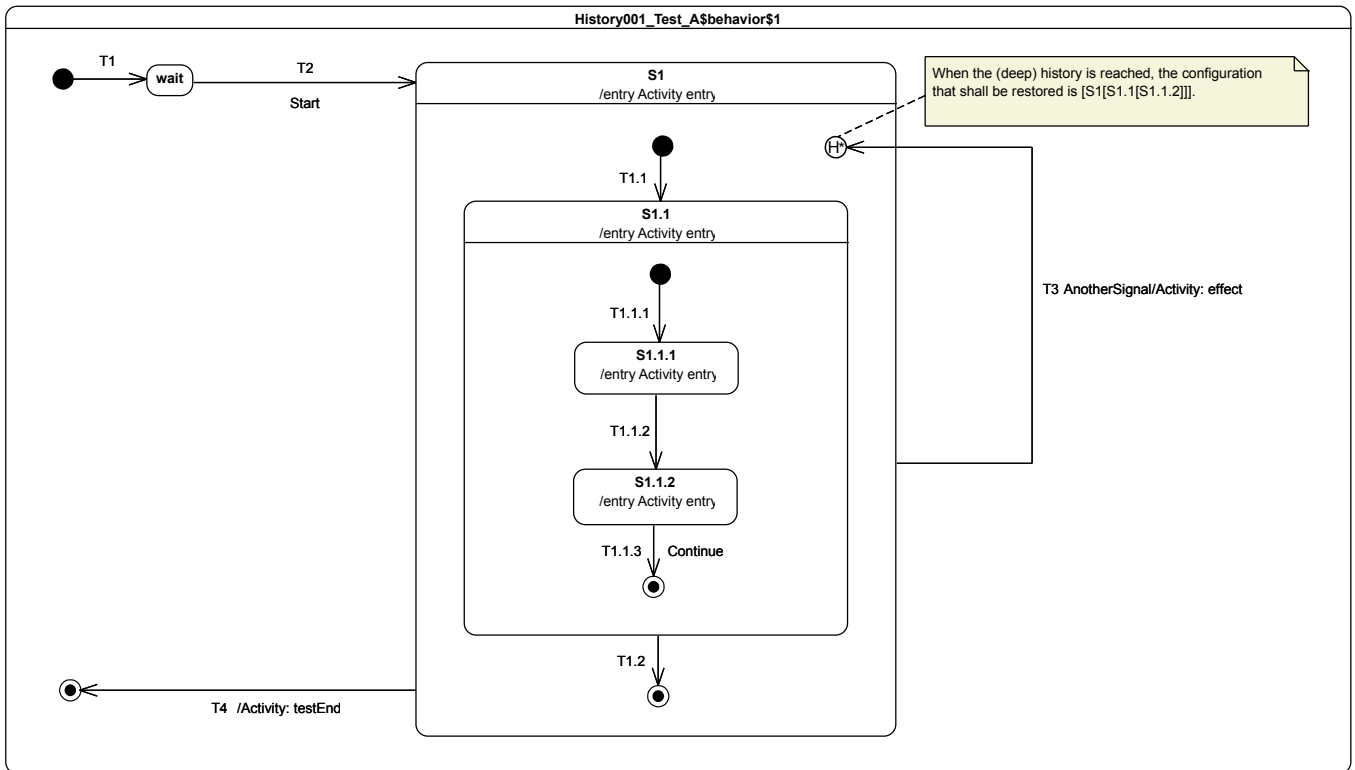 History001_Test_A$behavior$1
T1
wait
T2
Start
S1
/entry Activity entry
When the (deep) history is reached, the configuration
that shall be restored is [S1[S1.1[S1.1.2]]].
H*
T1.1
S1.1
/entry Activity entry
T3 AnotherSignal/Activity: effect
T1.1.1
S1.1.1
/entry Activity entry
T1.1.2
S1.1.2
/entry Activity entry
T1.1.3 Continue
T1.2
T4 /Activity: testEnd